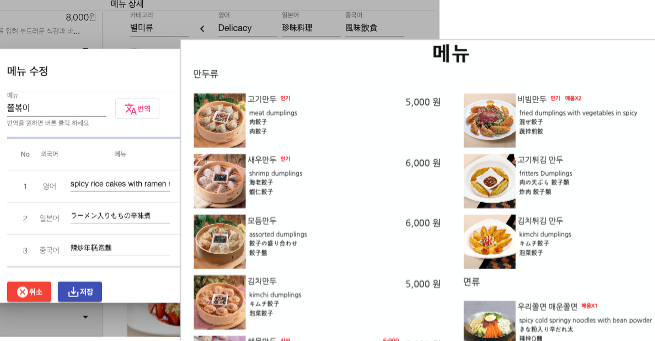 메뉴 상세
8,000원
카테고리
별미류
영어
Delicacy
일본어
珍味料理
중국어
風味飲食
메뉴 수정
메뉴
쫄볶이
번역
번역을 원하면 버튼 클릭 하세요
No 외국어 메뉴
1 영어 spicy rice cakes with ramen
2 일본어 ラーメン入りもちの辛味煮
3 중국어 辣炒年糕素麵
취소
저장
메뉴
만두류
고기만두 인기
5,000 원
meat dumplings
肉餃子
肉餃子
새우만두 인기
6,000 원
shrimp dumplings
海老餃子
蝦仁餃子
모듬만두
6,000 원
assorted dumplings
餃子の盛り合わせ
餃子盤
김치만두
5,000 원
kimchi dumplings
キムチ餃子
泡菜餃子
비빔만두 인기 매움X2
fried dumplings with vegetables in spicy
混ぜ餃子
蔬拌煎餃
고기튀김 만두
fritters Dumplings
肉の天ぷら 餃子類
炸肉 餃子類
김치튀김 만두
kimchi dumplings
キムチ餃子
泡菜餃子
면류
우리쫄면 매운쫄면 매움X1
spicy cold springy noodles with bean powder
きな粉入り辛だれ太
辣拌Q麵